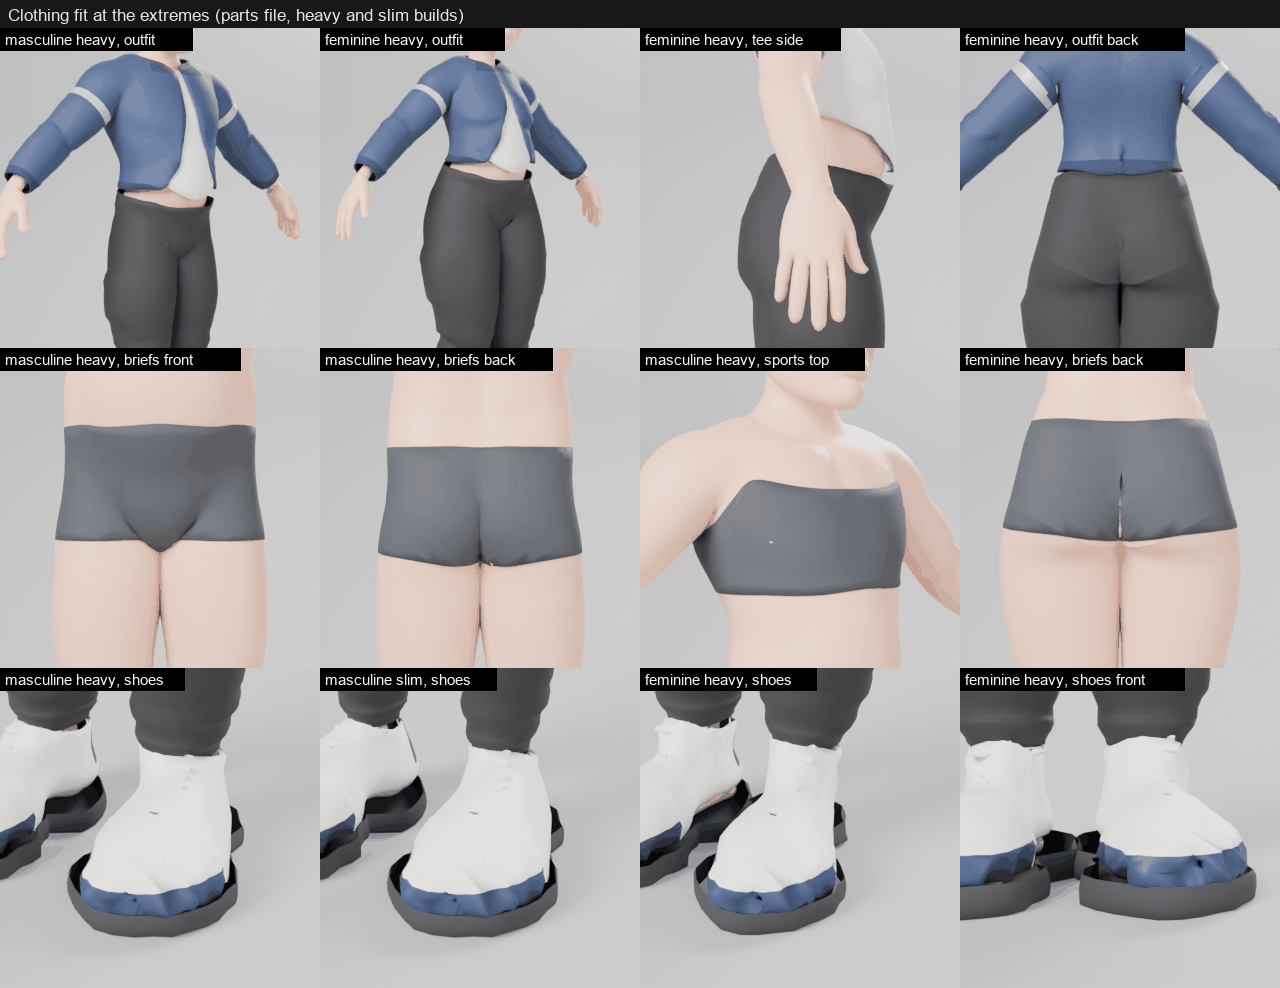 Clothing fit at the extremes (parts file, heavy and slim builds)
masculine heavy, outfit
feminine heavy, outfit
feminine heavy, tee side
feminine heavy, outfit back
masculine heavy, briefs front
masculine heavy, briefs back
masculine heavy, sports top
feminine heavy, briefs back
masculine heavy, shoes
masculine slim, shoes
feminine heavy, shoes
feminine heavy, shoes front